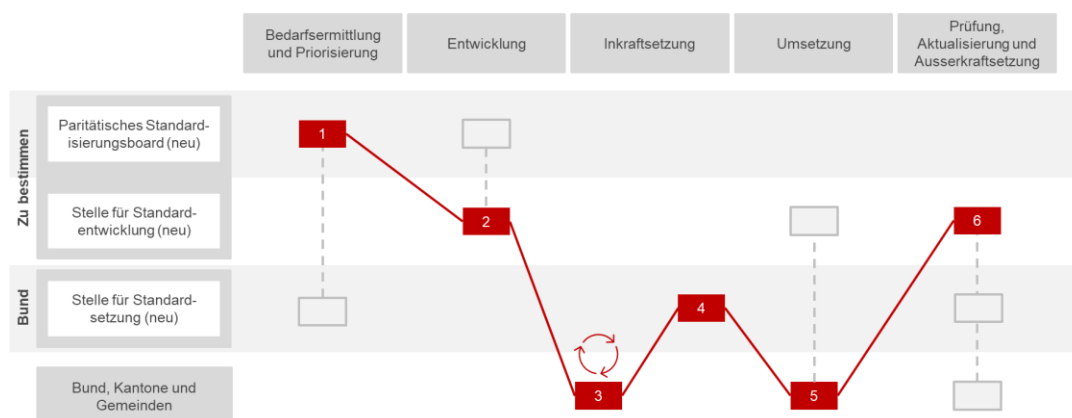 Bedarfsermittlung
und Priorisierung
Entwicklung
Inkraftsetzung
Umsetzung
Prüfung,
Aktualisierung und
Ausserkraftsetzung
Zu bestimmen
Paritätisches Standard-
isierungsboard (neu)
1
Stelle für Standard-
entwicklung (neu)
2
6
Bund
Stelle für Standard-
setzung (neu)
4
Bund, Kantone und
Gemeinden
3
5